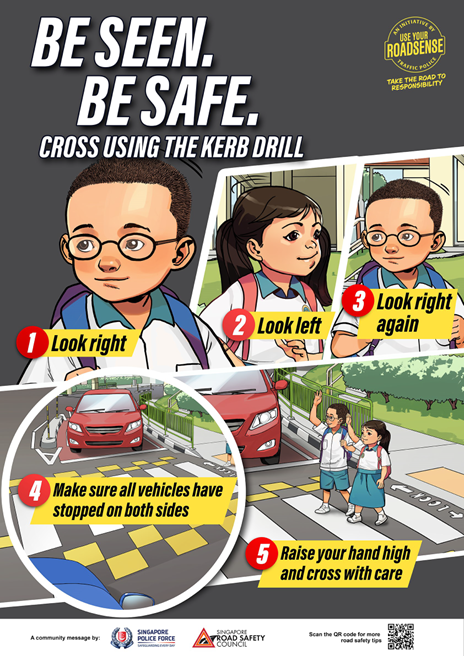 BE SEEN.
BE SAFE.
CROSS USING THE KERB DRILL
AN INITIATIVE BY
USE YOUR
ROADSENSE
TRAFFIC POLICE
TAKE THE ROAD TO
RESPONSIBILITY
1 Look right
2 Look left
3 Look right
again
4 Make sure all vehicles have
stopped on both sides
5 Raise your hand high
and cross with care
A community message by:
SINGAPORE
POLICE FORCE
SAFEGUARDING EVERY DAY
SINGAPORE
ROAD SAFETY
COUNCIL
Scan the QR code for more
road safety tips